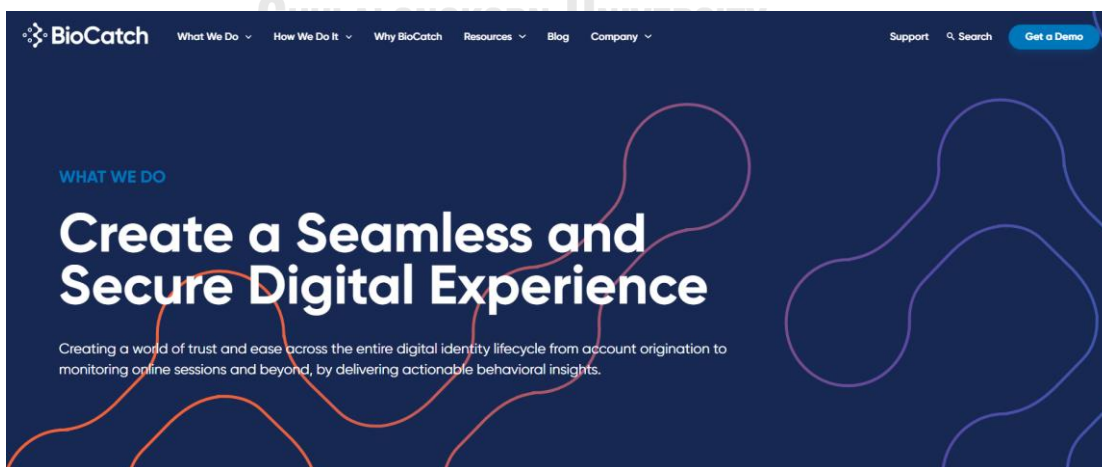 CHULALONGKORN UNIVERSITY
BioCatch What We Do How We Do It Why BioCatch Resources Blog Company Support Search Get a Demo
WHAT WE DO
Create a Seamless and
Secure Digital Experience
Creating a world of trust and ease across the entire digital identity lifecycle from account origination to
monitoring online sessions and beyond, by delivering actionable behavioral insights.